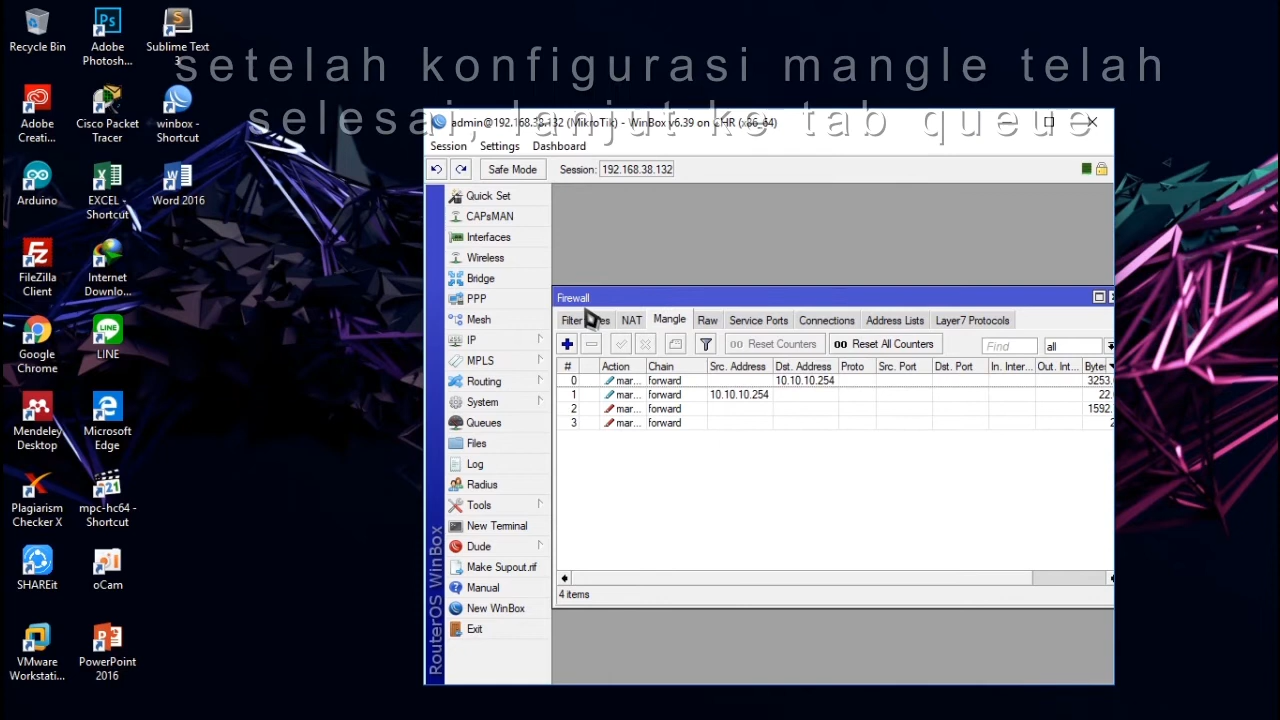 setelah konfigurasi mangle telah
selesai, lanjut ke tab queue
Recycle Bin
Adobe Photosh...
Sublime Text 3
Adobe Creati...
Cisco Packet Tracer
winbox - Shortcut
Arduino
EXCEL - Shortcut
Word 2016
FileZilla Client
Internet Downlo...
Google Chrome
LINE
Mendeley Desktop
Microsoft Edge
Plagiarism Checker X
mpc-hc64 - Shortcut
SHAREit
oCam
VMware Workstati...
PowerPoint 2016
admin@192.168.38.132 (MikroTik) - WinBox v6.39 on CHR (x86_64)
Session Settings Dashboard
Safe Mode Session: 192.168.38.132
RouterOS WinBox
Quick Set
CAPsMAN
Interfaces
Wireless
Bridge
PPP
Mesh
IP
MPLS
Routing
System
Queues
Files
Log
Radius
Tools
New Terminal
Dude
Make Supout.rif
Manual
New WinBox
Exit
Firewall
Filter NAT Mangle Raw Service Ports Connections Address Lists Layer7 Protocols
00 Reset Counters 00 Reset All Counters Find all
# Action Chain Src. Address Dst. Address Proto Src. Port Dst. Port In. Inter... Out. Int... Bytes
0 mar... forward 10.10.10.254 3253.
1 mar... forward 10.10.10.254 22.
2 mar... forward 1592.
3 mar... forward 2
4 items